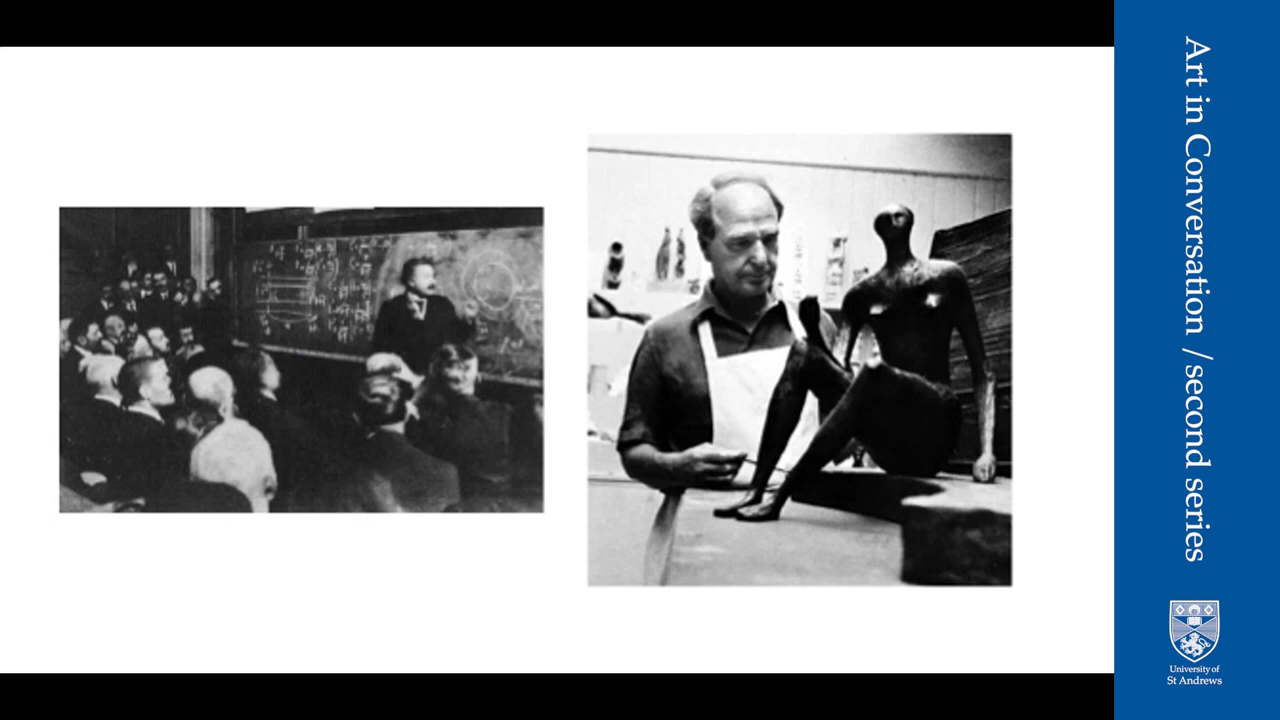 Art in Conversation / second series
University of
St Andrews